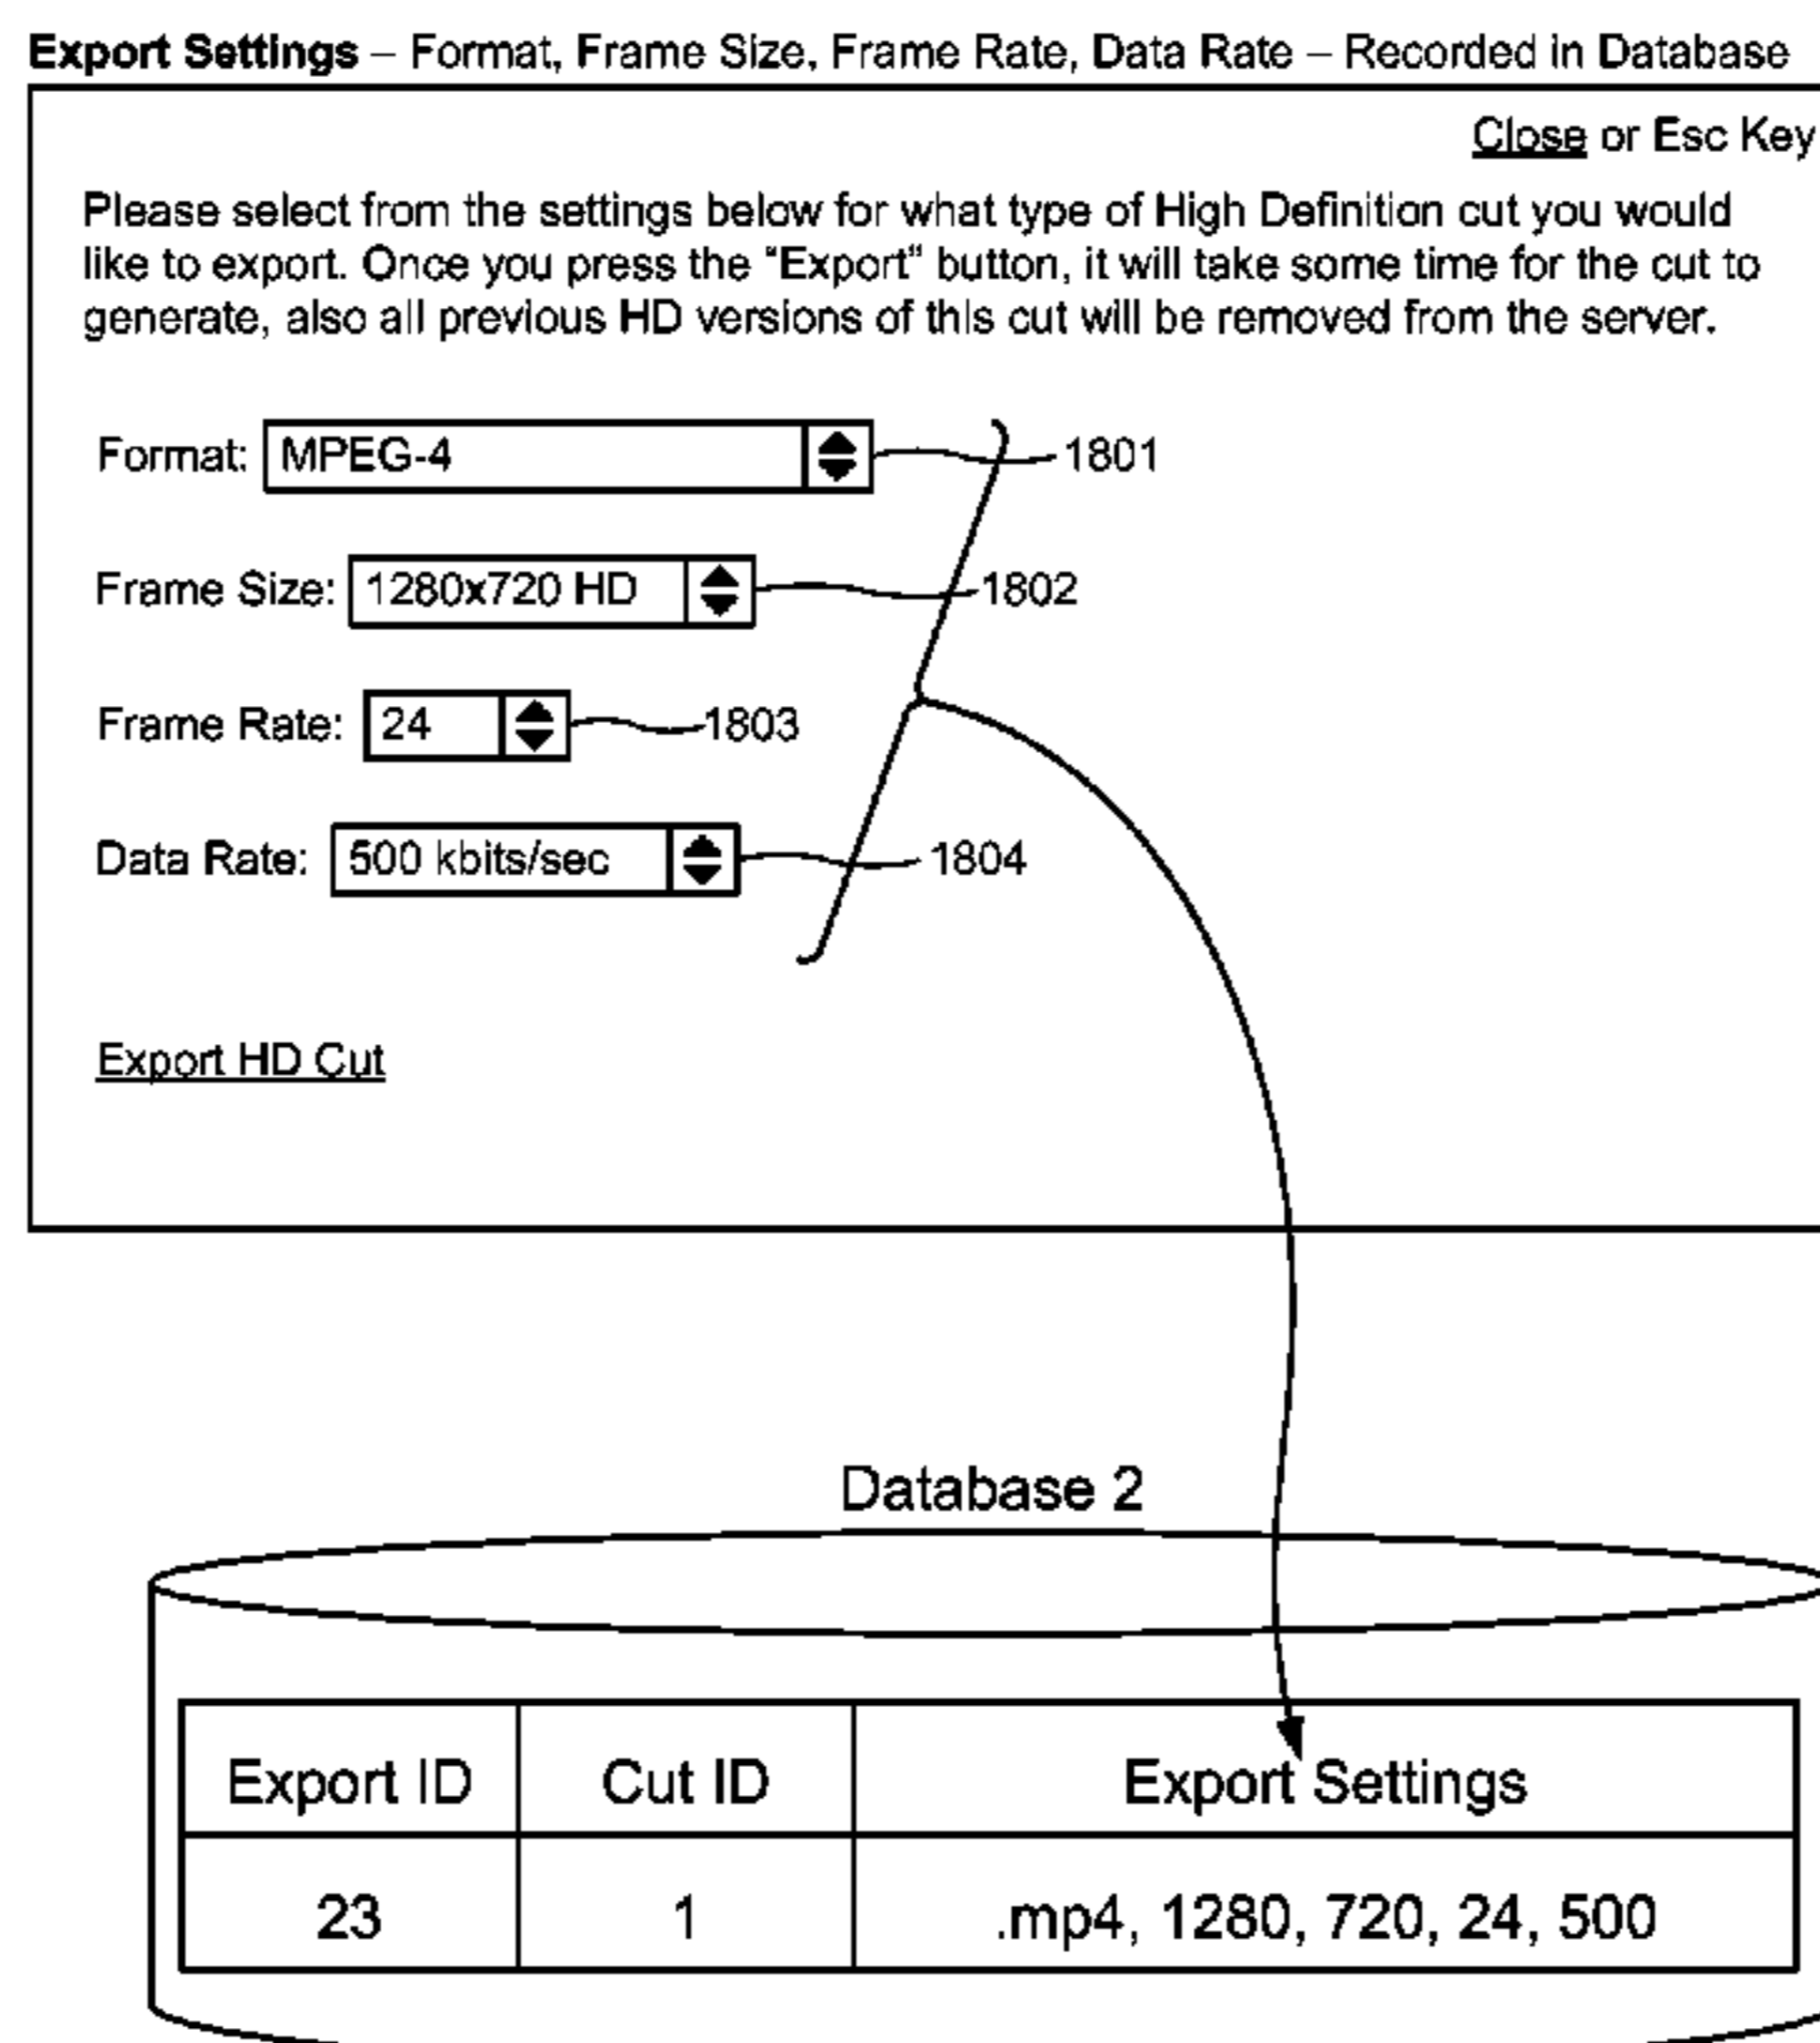 Export Settings – Format, Frame Size, Frame Rate, Data Rate – Recorded in Database
Close or Esc Key
Please select from the settings below for what type of High Definition cut you would
like to export. Once you press the “Export” button, it will take some time for the cut to
generate, also all previous HD versions of this cut will be removed from the server.
Format: MPEG-4 1801
Frame Size: 1280x720 HD 1802
Frame Rate: 24 1803
Data Rate: 500 kbits/sec 1804
Export HD Cut
Database 2
Export ID Cut ID Export Settings
23 1 .mp4, 1280, 720, 24, 500